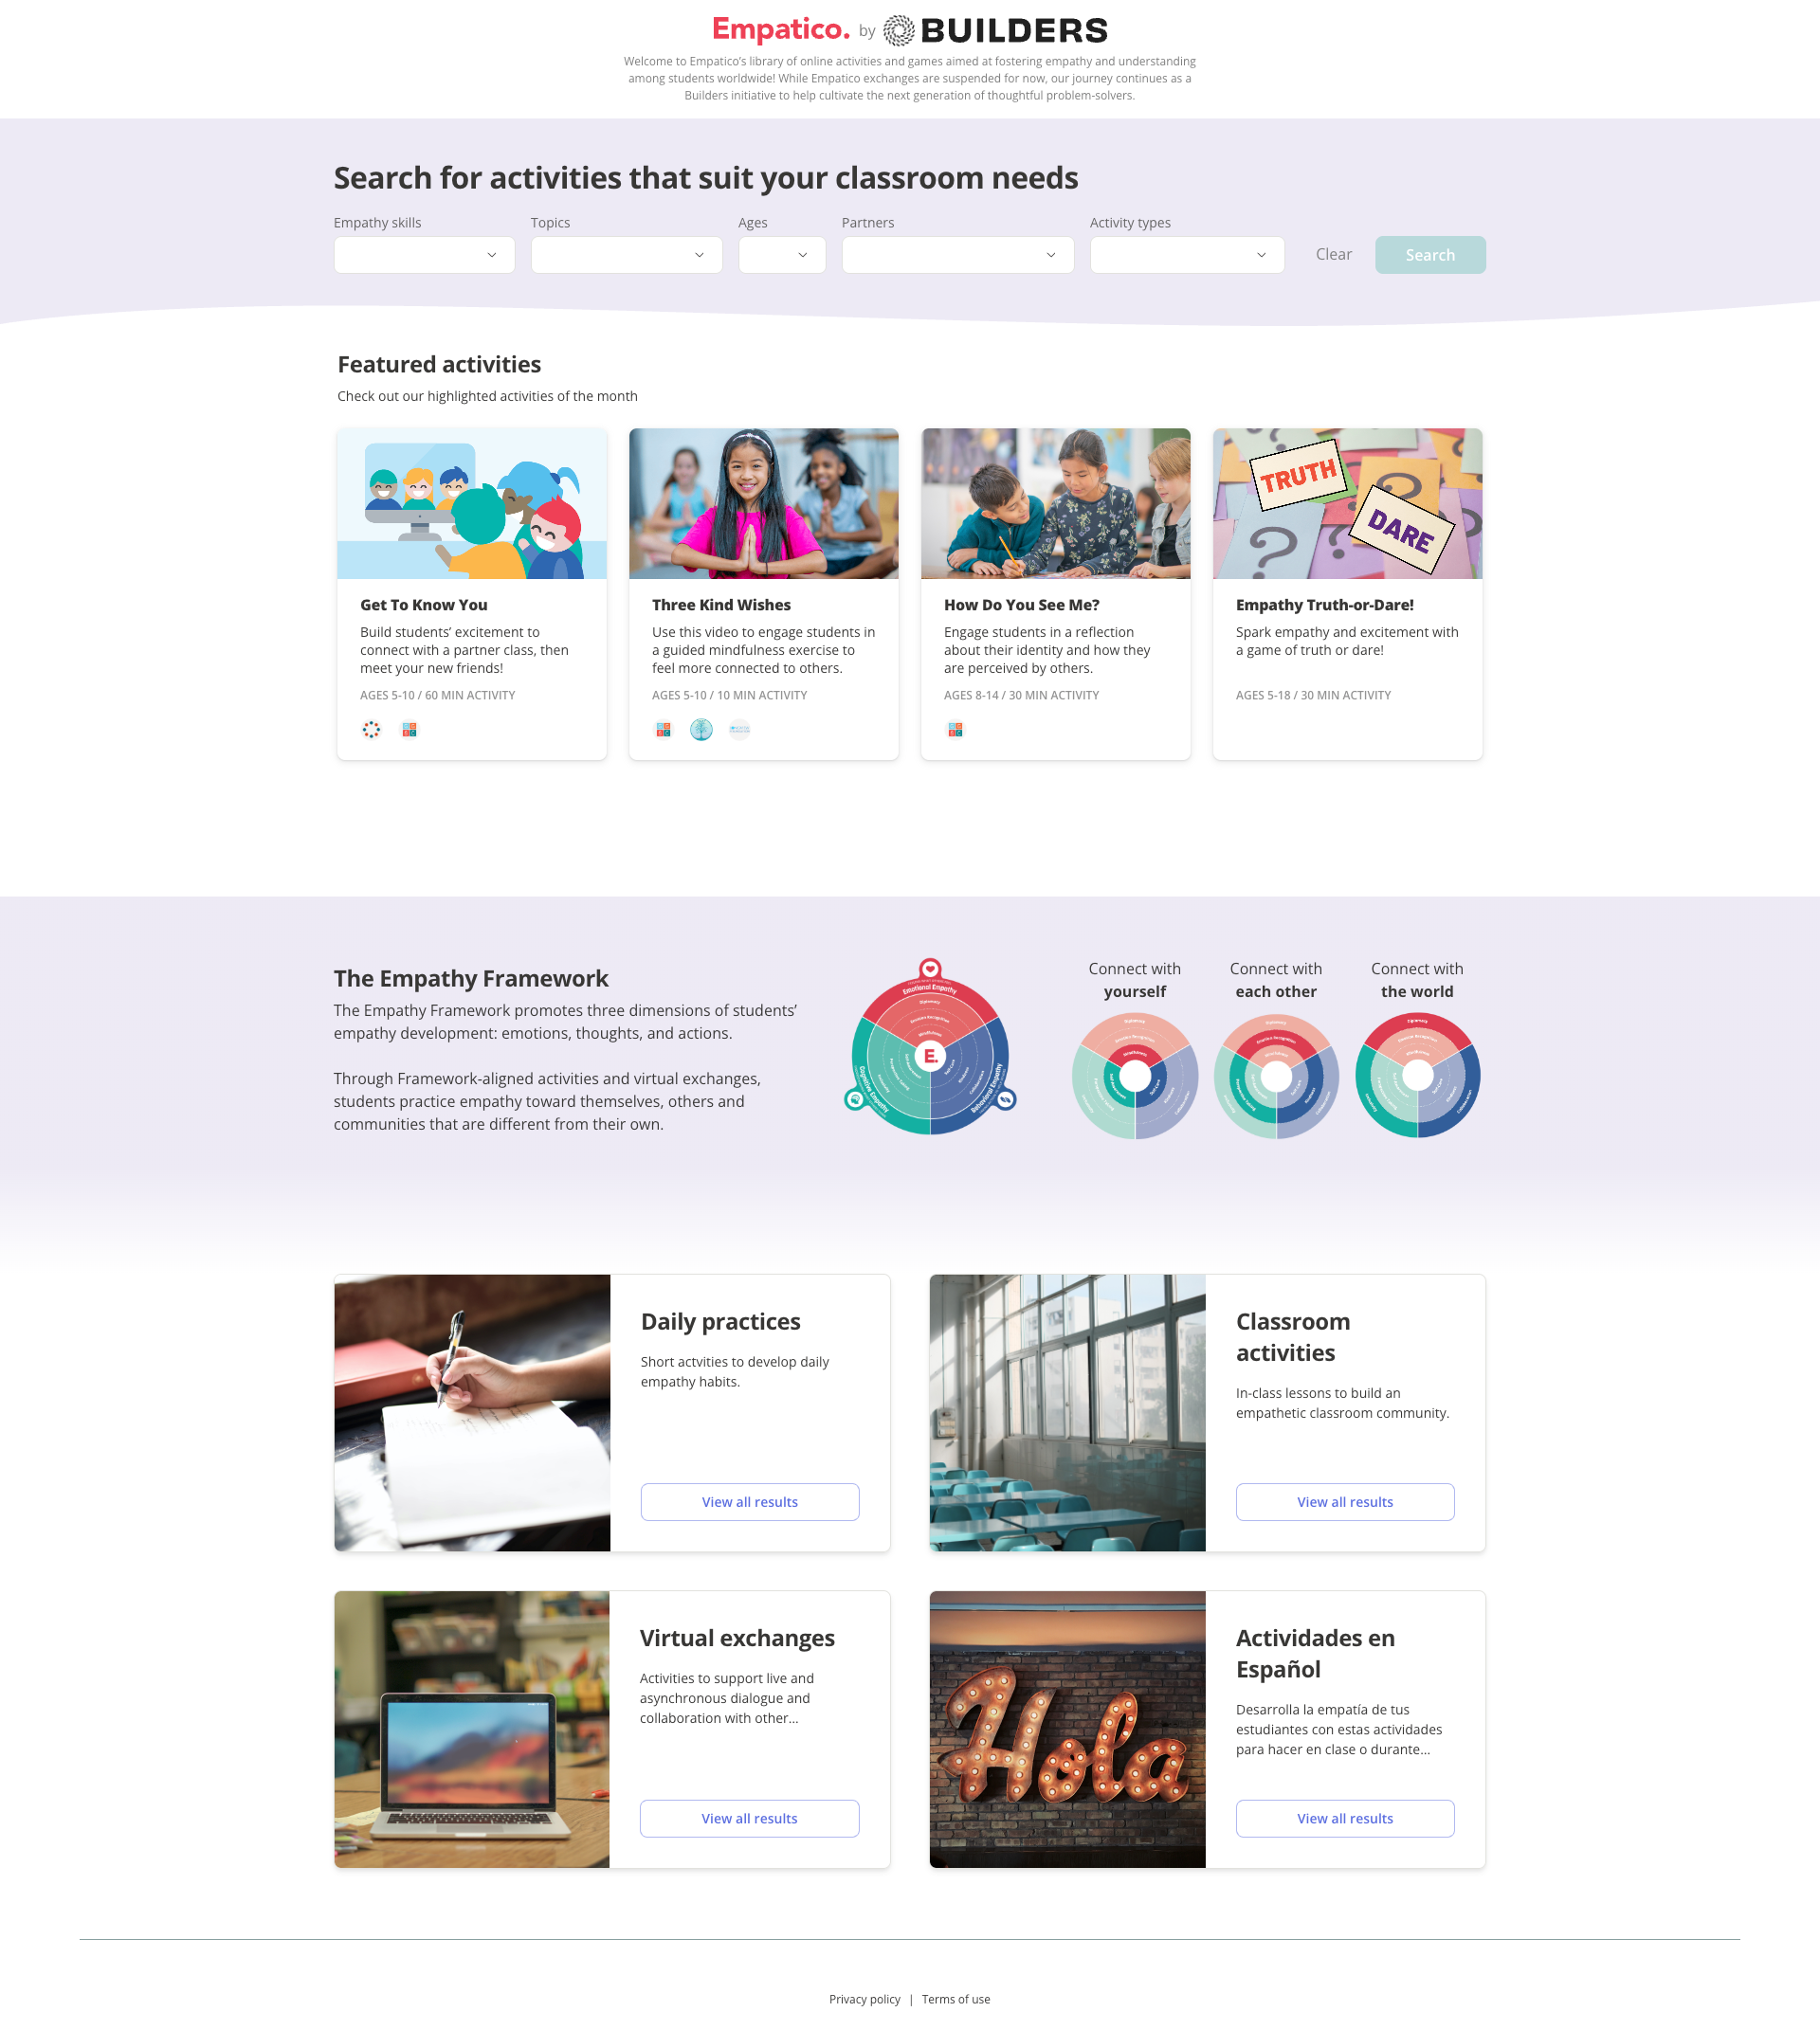 Empatico. by BUILDERS
Welcome to Empatico's library of online activities and games aimed at fostering empathy and understanding
among students worldwide! While Empatico exchanges are suspended for now, our journey continues as a
Builders initiative to help cultivate the next generation of thoughtful problem-solvers.
Search for activities that suit your classroom needs
Empathy skills
Topics
Ages
Partners
Activity types
Clear
Search
Featured activities
Check out our highlighted activities of the month
Get To Know You
Build students' excitement to
connect with a partner class, then
meet your new friends!
AGES 5-10 / 60 MIN ACTIVITY
Three Kind Wishes
Use this video to engage students in
a guided mindfulness exercise to
feel more connected to others.
AGES 5-10 / 10 MIN ACTIVITY
How Do You See Me?
Engage students in a reflection
about their identity and how they
are perceived by others.
AGES 8-14 / 30 MIN ACTIVITY
TRUTH
DARE
Empathy Truth-or-Dare!
Spark empathy and excitement with
a game of truth or dare!
AGES 5-18 / 30 MIN ACTIVITY
The Empathy Framework
The Empathy Framework promotes three dimensions of students'
empathy development: emotions, thoughts, and actions.
Through Framework-aligned activities and virtual exchanges,
students practice empathy toward themselves, others and
communities that are different from their own.
Emotional Empathy
Cognitive Empathy
Behavioral Empathy
E.
Connect with
yourself
Connect with
each other
Connect with
the world
Daily practices
Short actvities to develop daily
empathy habits.
View all results
Classroom
activities
In-class lessons to build an
empathetic classroom community.
View all results
Virtual exchanges
Activities to support live and
asynchronous dialogue and
collaboration with other...
View all results
Hola
Actividades en
Español
Desarrolla la empatía de tus
estudiantes con estas actividades
para hacer en clase o durante...
View all results
Privacy policy | Terms of use